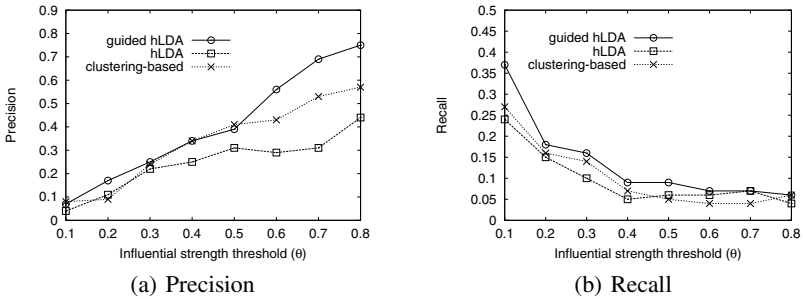 0.9
0.8
0.7
0.6
0.5
0.4
0.3
0.2
0.1
0
Precision
guided hLDA
hLDA
clustering-based
0.1 0.2 0.3 0.4 0.5 0.6 0.7 0.8
Influential strength threshold (θ)
(a) Precision
0.5
0.45
0.35
0.35
0.25
0.25
0.15
0.15
0.05
0.05
0
Recall
guided hLDA
hLDA
clustering-based
0.1 0.2 0.3 0.4 0.5 0.6 0.7 0.8
Influential strength threshold (θ)
(b) Recall